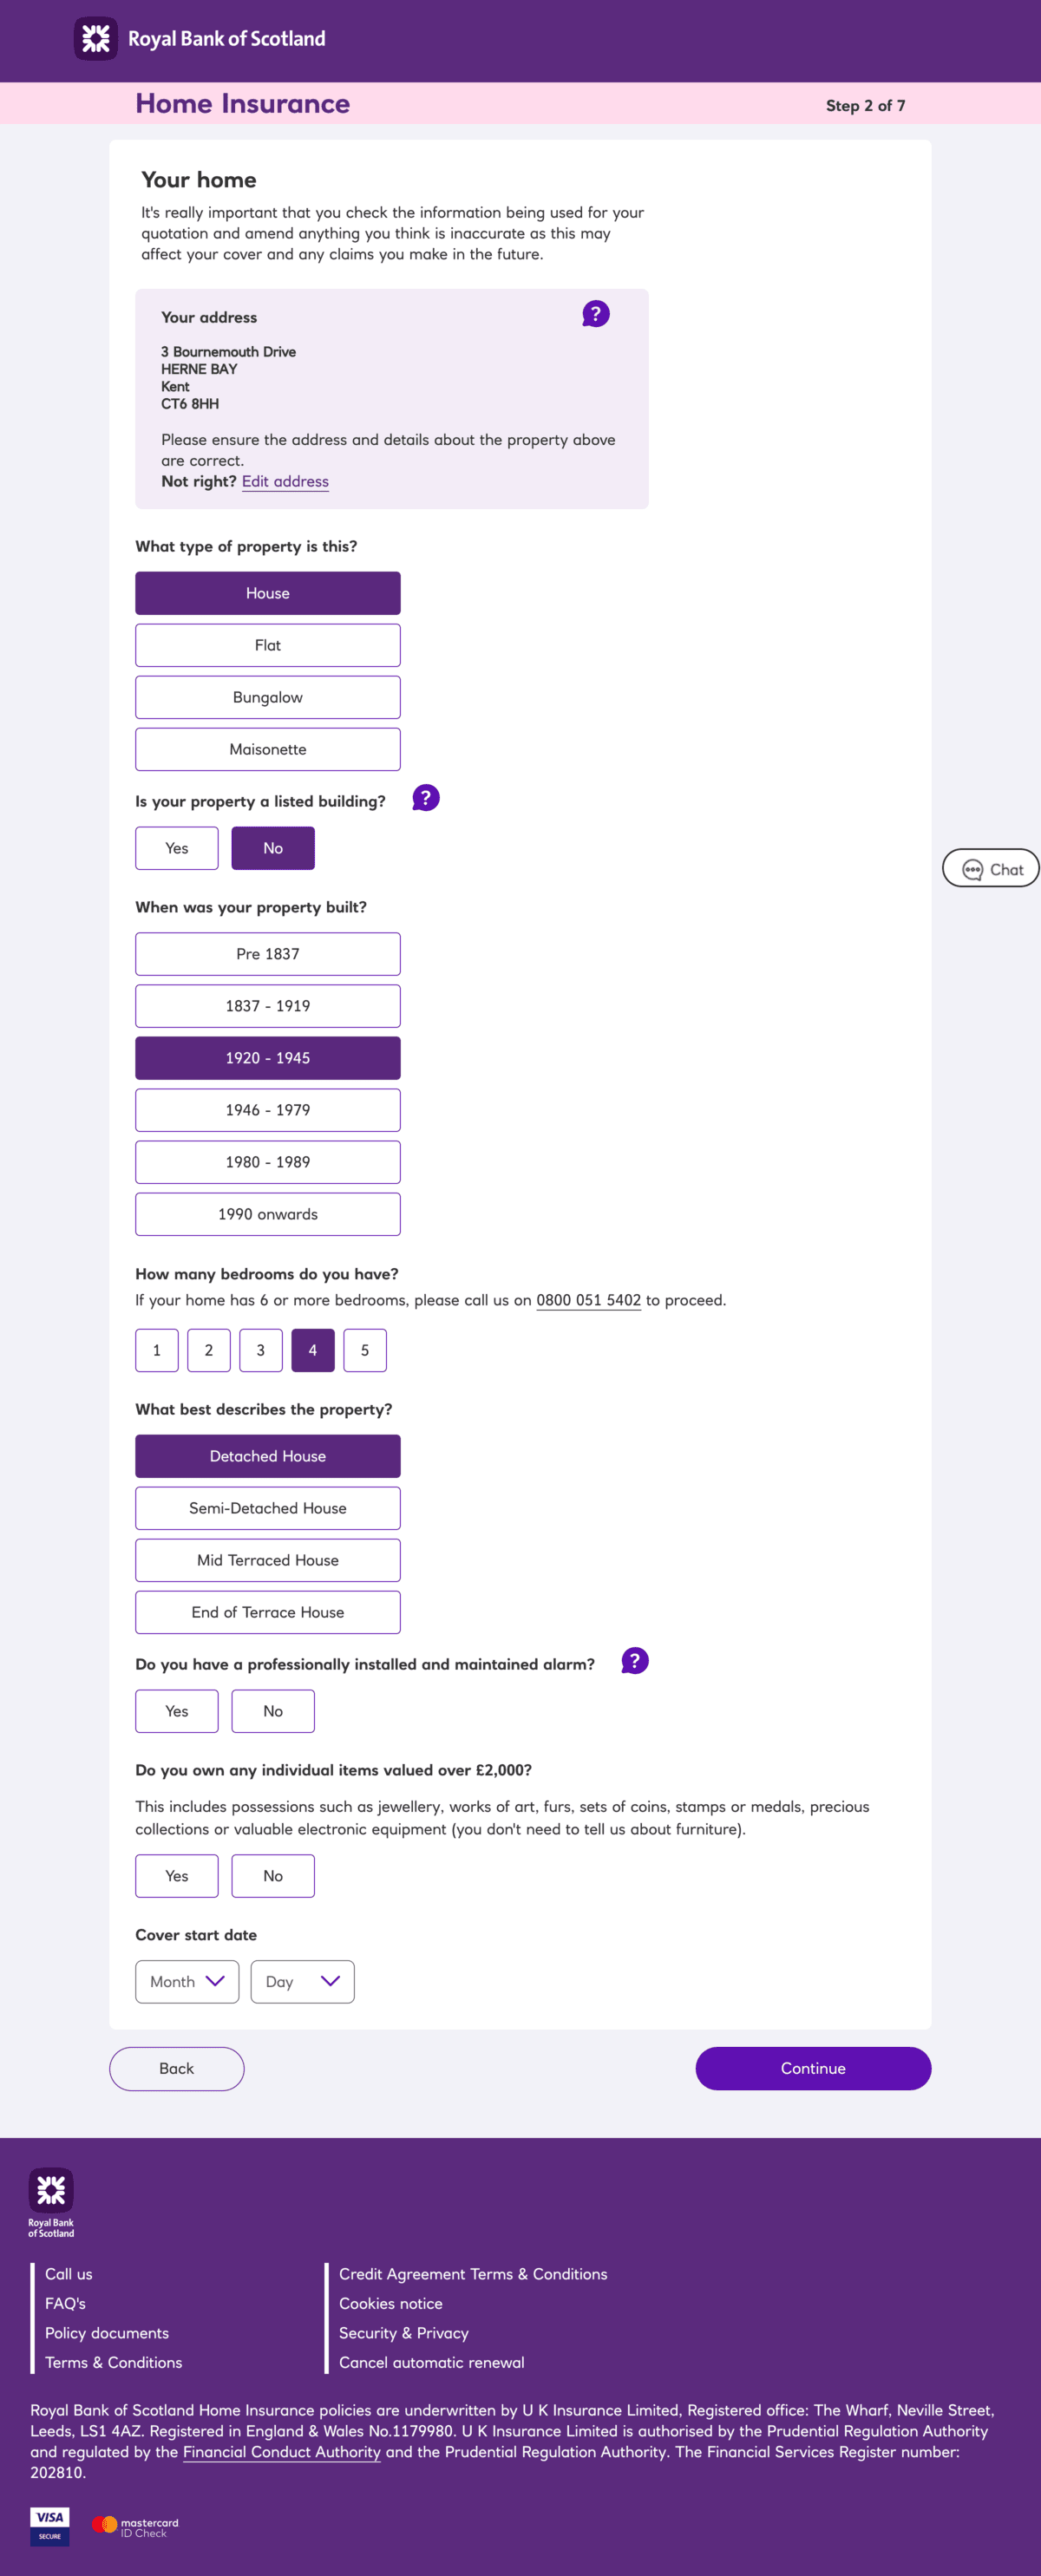 Royal Bank of Scotland
Home Insurance
Step 2 of 7
Your home
It's really important that you check the information being used for your
quotation and amend anything you think is inaccurate as this may
affect your cover and any claims you make in the future.
Your address
?
3 Bournemouth Drive
HERNE BAY
Kent
CT6 8HH
Please ensure the address and details about the property above
are correct.
Not right? Edit address
What type of property is this?
House
Flat
Bungalow
Maisonette
Is your property a listed building?
?
Yes
No
Chat
When was your property built?
Pre 1837
1837 - 1919
1920 - 1945
1946 - 1979
1980 - 1989
1990 onwards
How many bedrooms do you have?
If your home has 6 or more bedrooms, please call us on 0800 051 5402 to proceed.
1
2
3
4
5
What best describes the property?
Detached House
Semi-Detached House
Mid Terraced House
End of Terrace House
Do you have a professionally installed and maintained alarm?
?
Yes
No
Do you own any individual items valued over £2,000?
This includes possessions such as jewellery, works of art, furs, sets of coins, stamps or medals, precious
collections or valuable electronic equipment (you don't need to tell us about furniture).
Yes
No
Cover start date
Month
Day
Back
Continue
Royal Bank
of Scotland
Call us
FAQ's
Policy documents
Terms & Conditions
Credit Agreement Terms & Conditions
Cookies notice
Security & Privacy
Cancel automatic renewal
Royal Bank of Scotland Home Insurance policies are underwritten by U K Insurance Limited, Registered office: The Wharf, Neville Street,
Leeds, LS1 4AZ. Registered in England & Wales No.1179980. U K Insurance Limited is authorised by the Prudential Regulation Authority
and regulated by the Financial Conduct Authority and the Prudential Regulation Authority. The Financial Services Register number:
202810.
VISA
SECURE
mastercard
ID Check